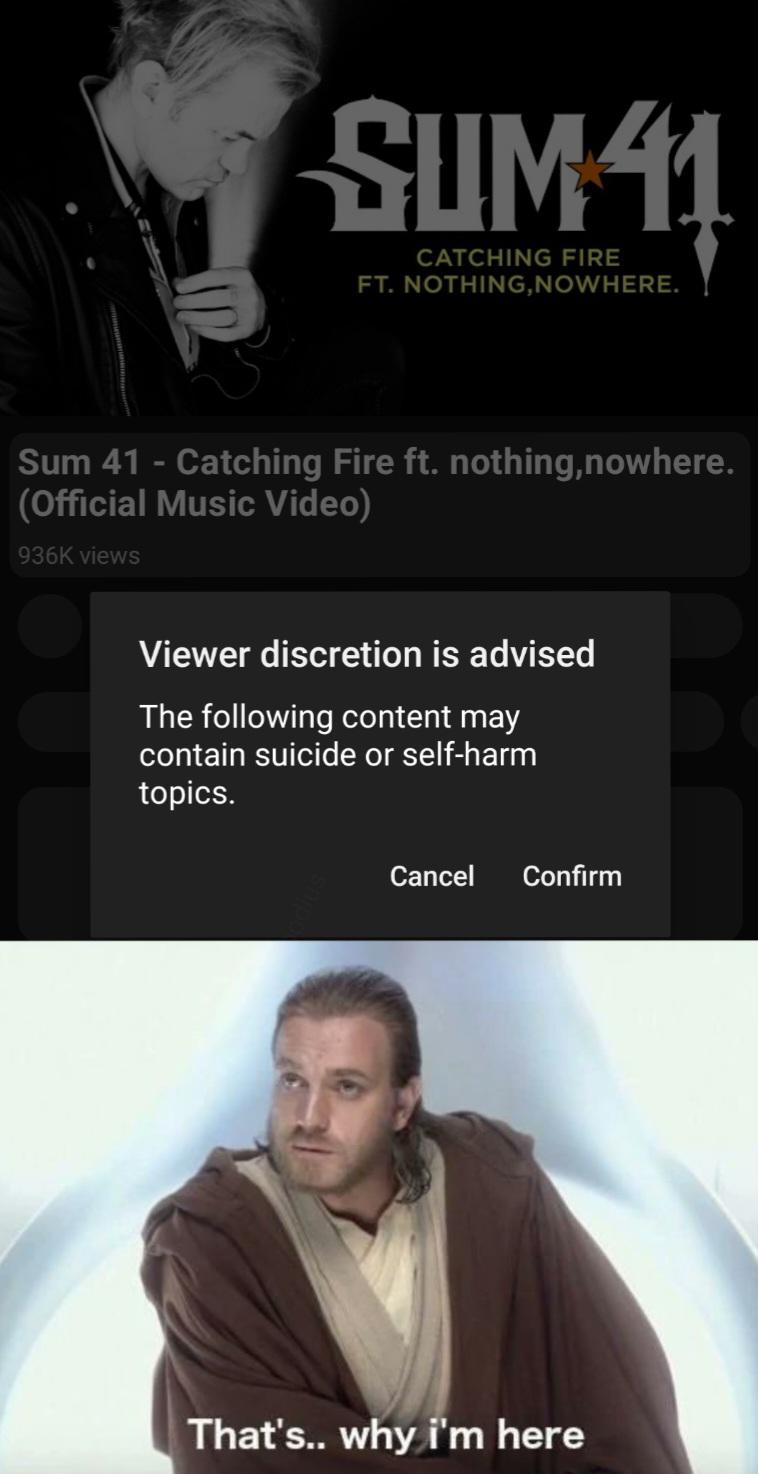 SUM 41
CATCHING FIRE
FT. NOTHING,NOWHERE.
Sum 41 - Catching Fire ft. nothing,nowhere.
(Official Music Video)
936K views
Viewer discretion is advised
The following content may
contain suicide or self-harm
topics.
Cancel Confirm
That's.. why i'm here